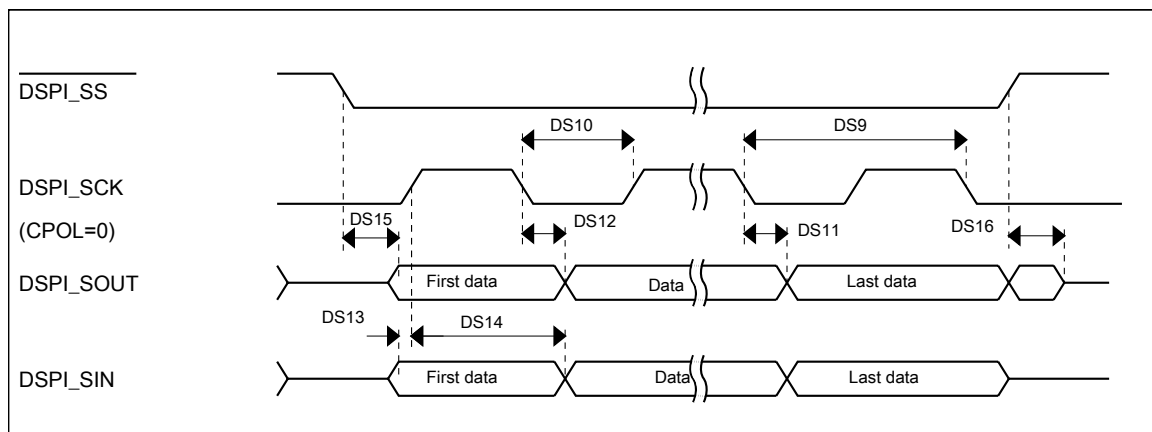 DSPI_SS
DS10
DS9
DSPI_SCK
(CPOL=0)
DS15
DS12
DS11
DS16
DSPI_SOUT
First data
Data
Last data
DS13
DS14
DSPI_SIN
First data
Data
Last data